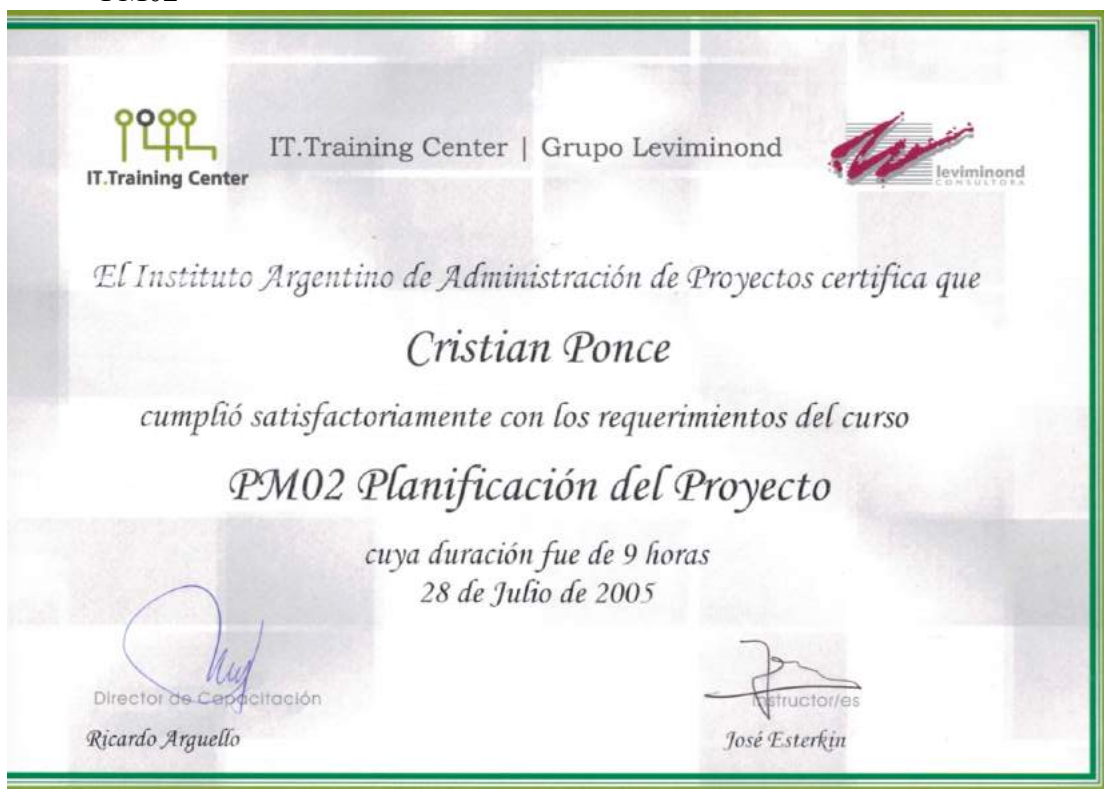 PM02
IT.Training Center
IT.Training Center | Grupo Leviminond
leviminond
CONSULTORA
El Instituto Argentino de Administración de Proyectos certifica que
Cristian Ponce
cumplió satisfactoriamente con los requerimientos del curso
PM02 Planificación del Proyecto
cuya duración fue de 9 horas
28 de Julio de 2005
Director de Capacitación
Ricardo Arguello
Instructor/es
José Esterkin